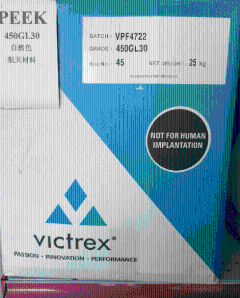 PEEK
450GL30
自然色
航天材料
BATCH : VPF4722
GRADE : 450GL30
Box No. : 45 NET WEIGHT : 25 kg
NOT FOR HUMAN
IMPLANTATION
victrex®
PASSION · INNOVATION · PERFORMANCE